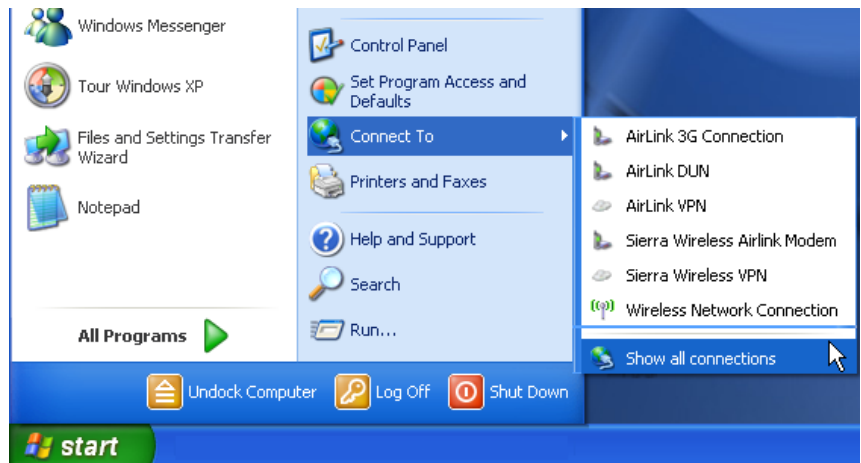 Windows Messenger
Tour Windows XP
Files and Settings Transfer
Wizard
Notepad
All Programs
Control Panel
Set Program Access and
Defaults
Connect To
Printers and Faxes
Help and Support
Search
Run...
AirLink 3G Connection
AirLink DUN
AirLink VPN
Sierra Wireless Airlink Modem
Sierra Wireless VPN
Wireless Network Connection
Show all connections
Undock Computer
Log Off
Shut Down
start